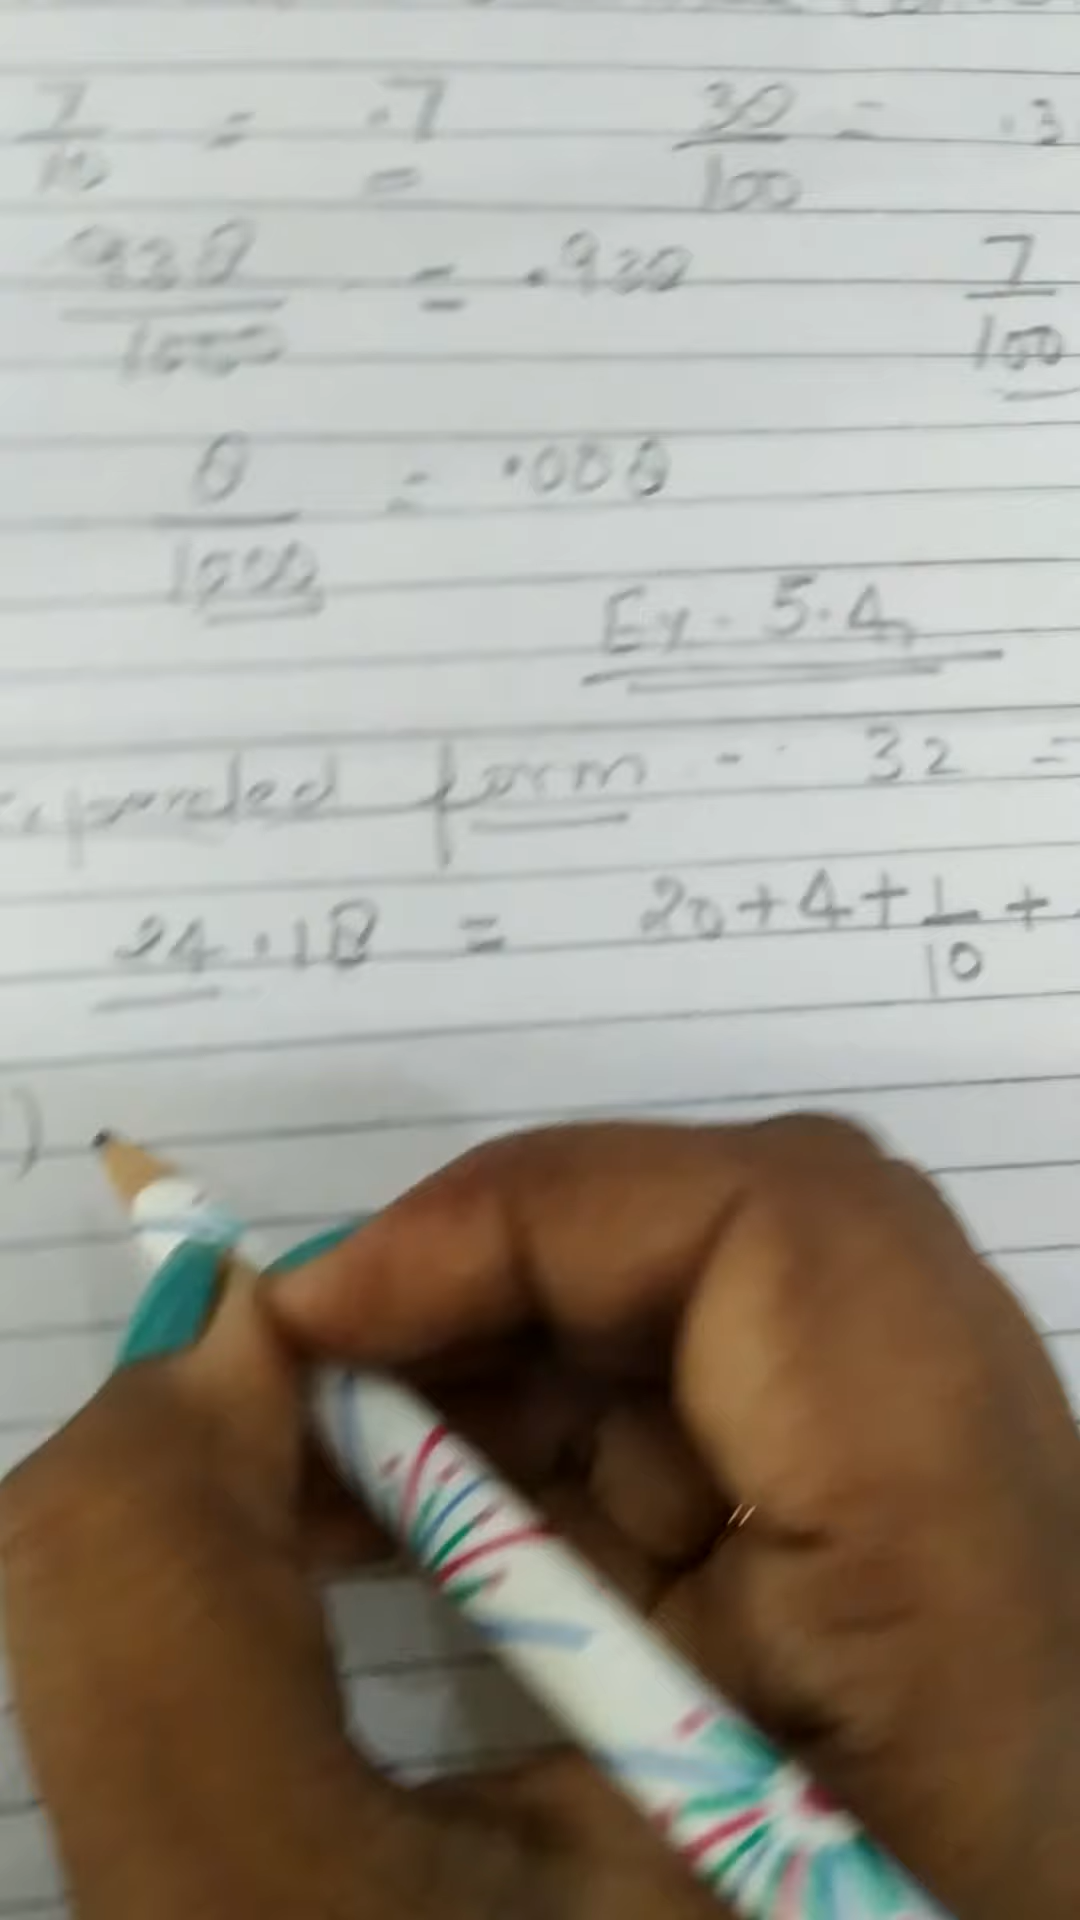 7/10 = .7 30/100 = .3
938/1000 = .938 7/100
8/1000 = .008
Ex - 5.4
form - 32 =
24.18 = 20+4+1/10+
)